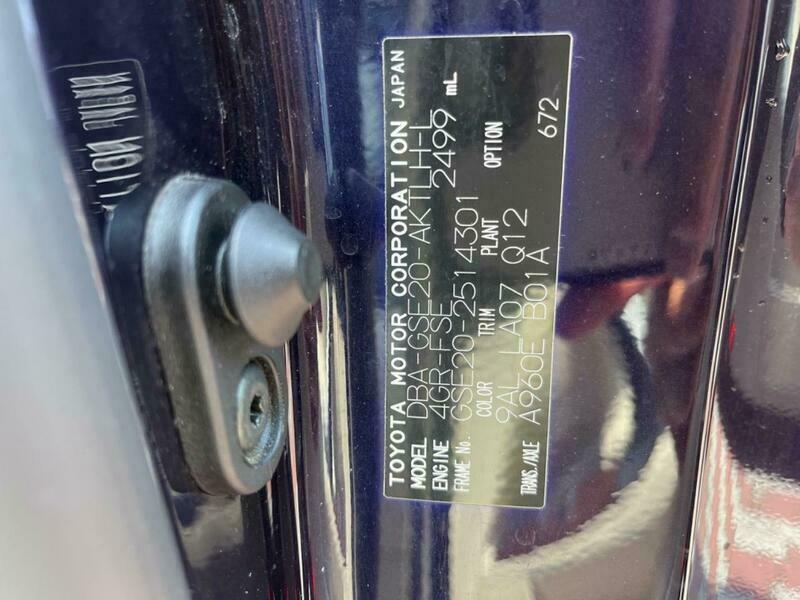 TOYOTA MOTOR CORPORATION JAPAN
MODEL DBA-GSE20-AKTLHH-L
ENGINE 4GR-FSE 2499 mL
FRAME No. GSE20-2514301
COLOR TRIM PLANT OPTION
9AL LA07 Q12 672
TRANS./AXLE A960E B01A